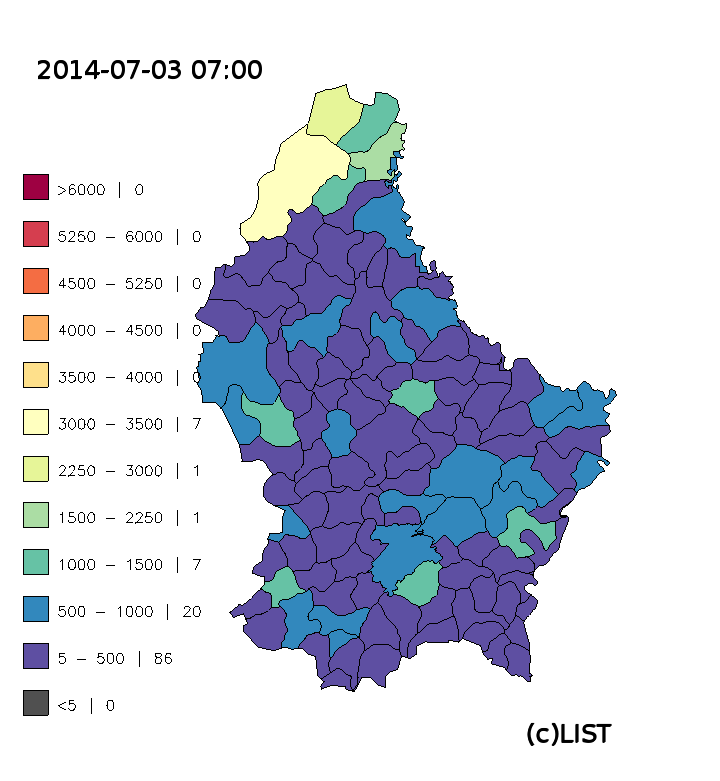 2014-07-03 07:00
>6000 | 0
5250 - 6000 | 0
4500 - 5250 | 0
4000 - 4500 | 0
3500 - 4000 | 0
3000 - 3500 | 7
2250 - 3000 | 1
1500 - 2250 | 1
1000 - 1500 | 7
500 - 1000 | 20
5 - 500 | 86
<5 | 0
(c)LIST